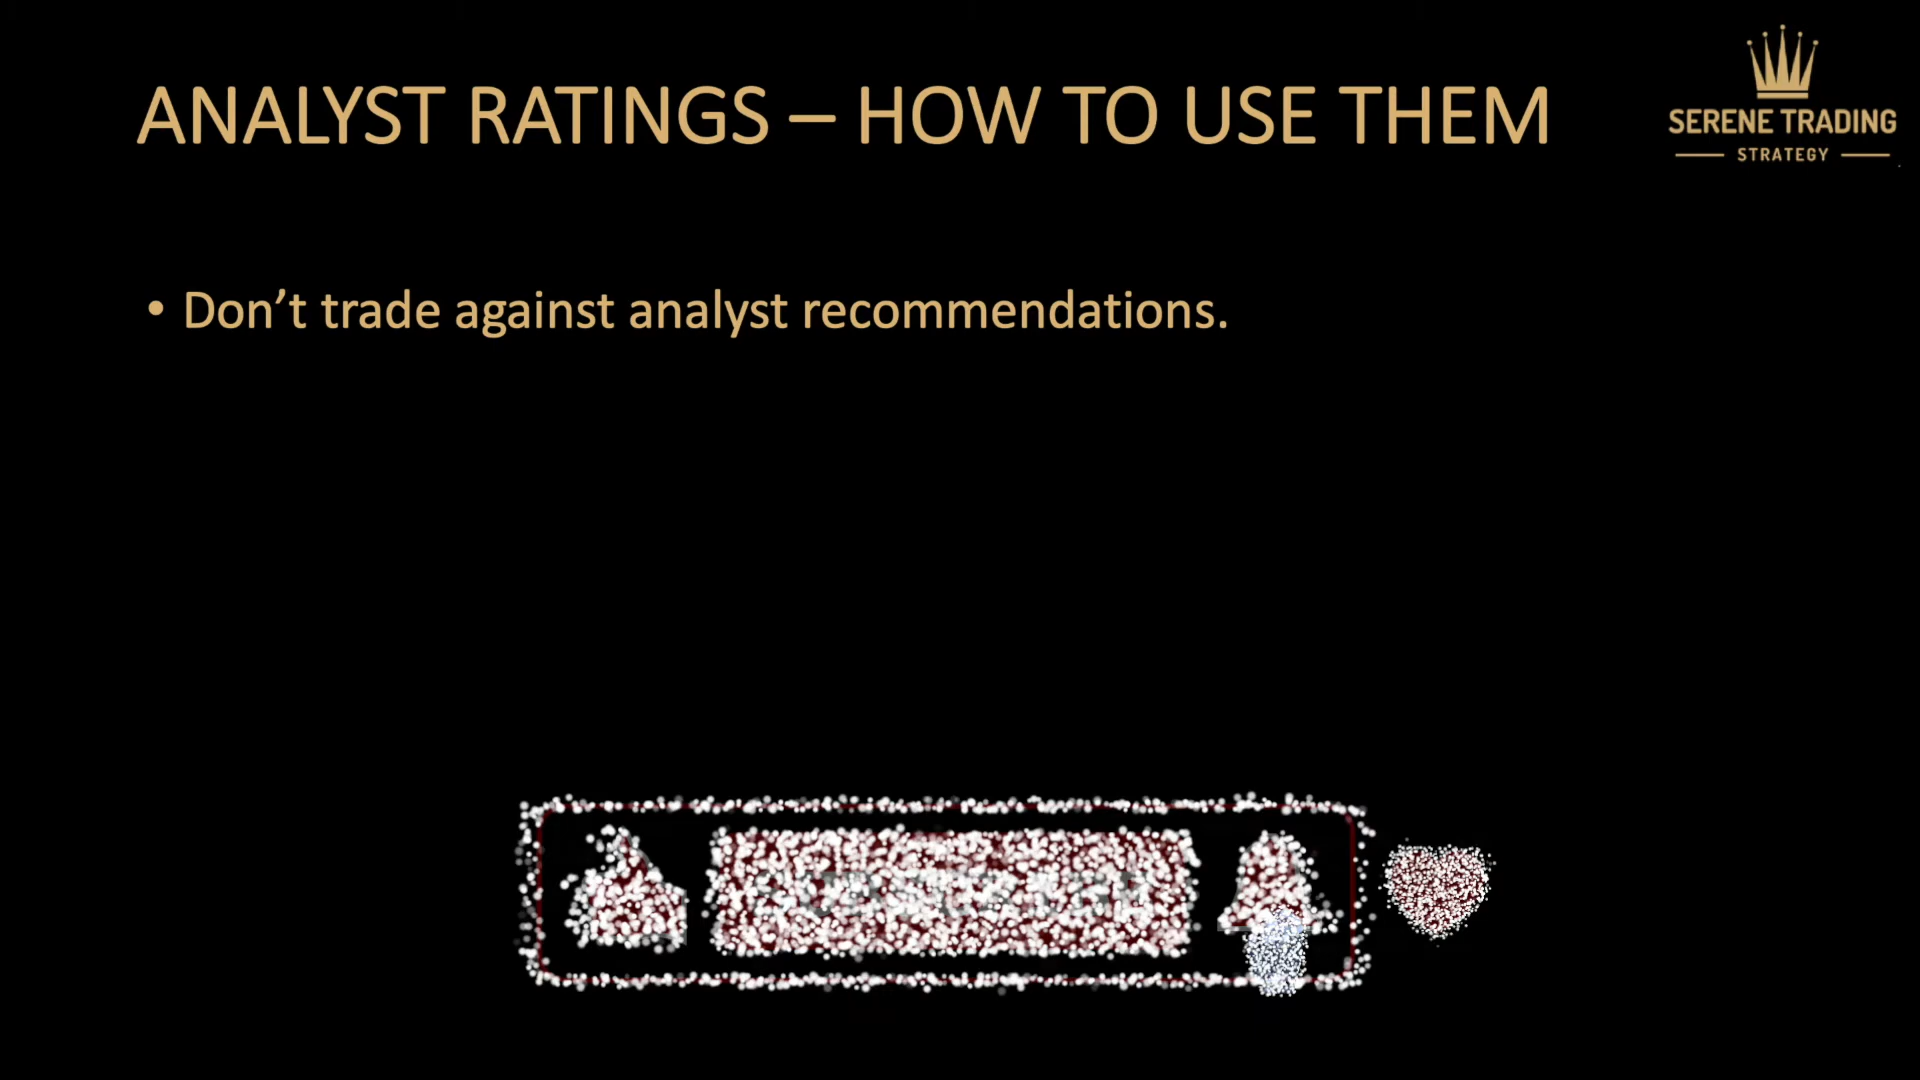 ANALYST RATINGS – HOW TO USE THEM
SERENE TRADING
STRATEGY
• Don’t trade against analyst recommendations.